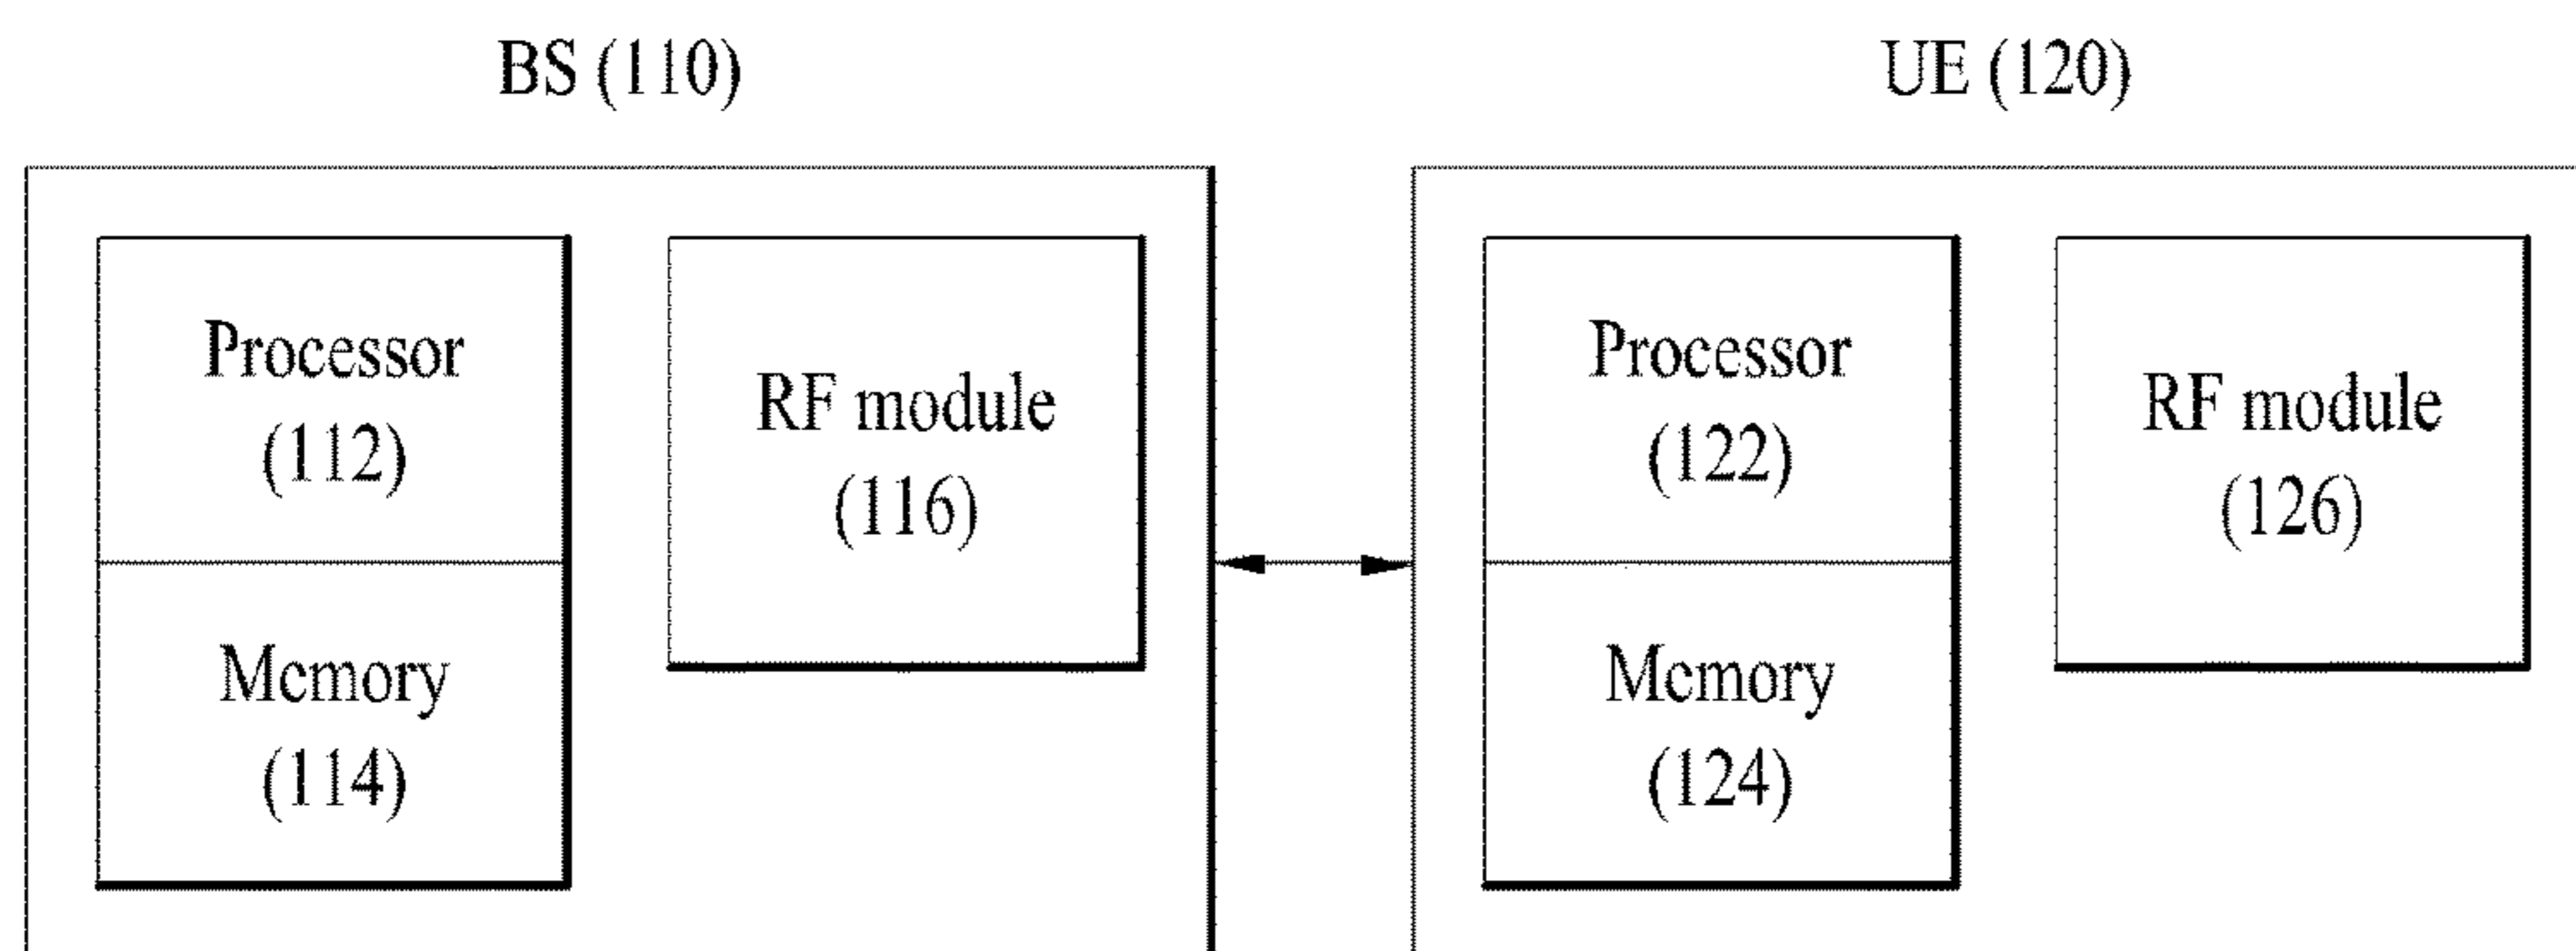 BS (110)
UE (120)
Processor
(112)
Memory
(114)
RF module
(116)
Processor
(122)
Memory
(124)
RF module
(126)